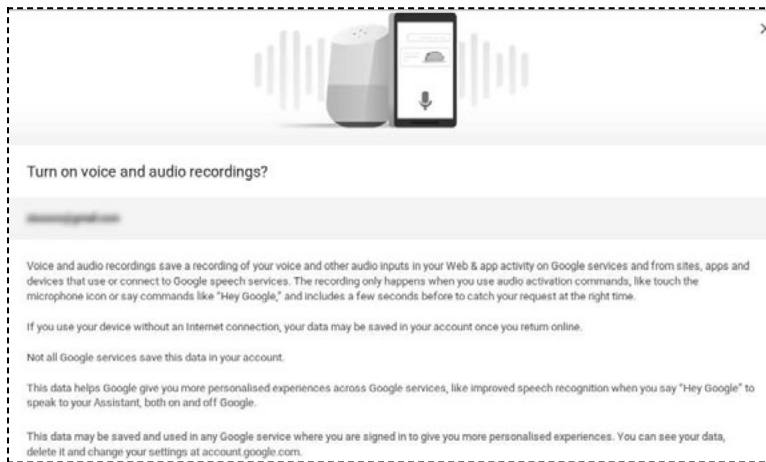 Turn on voice and audio recordings?
Voice and audio recordings save a recording of your voice and other audio inputs in your Web & app activity on Google services and from sites, apps and
devices that use or connect to Google speech services. The recording only happens when you use audio activation commands, like touch the
microphone icon or say commands like "Hey Google," and includes a few seconds before to catch your request at the right time.
If you use your device without an Internet connection, your data may be saved in your account once you return online.
Not all Google services save this data in your account.
This data helps Google give you more personalised experiences across Google services, like improved speech recognition when you say "Hey Google" to
speak to your Assistant, both on and off Google.
This data may be saved and used in any Google service where you are signed in to give you more personalised experiences. You can see your data,
delete it and change your settings at account.google.com.